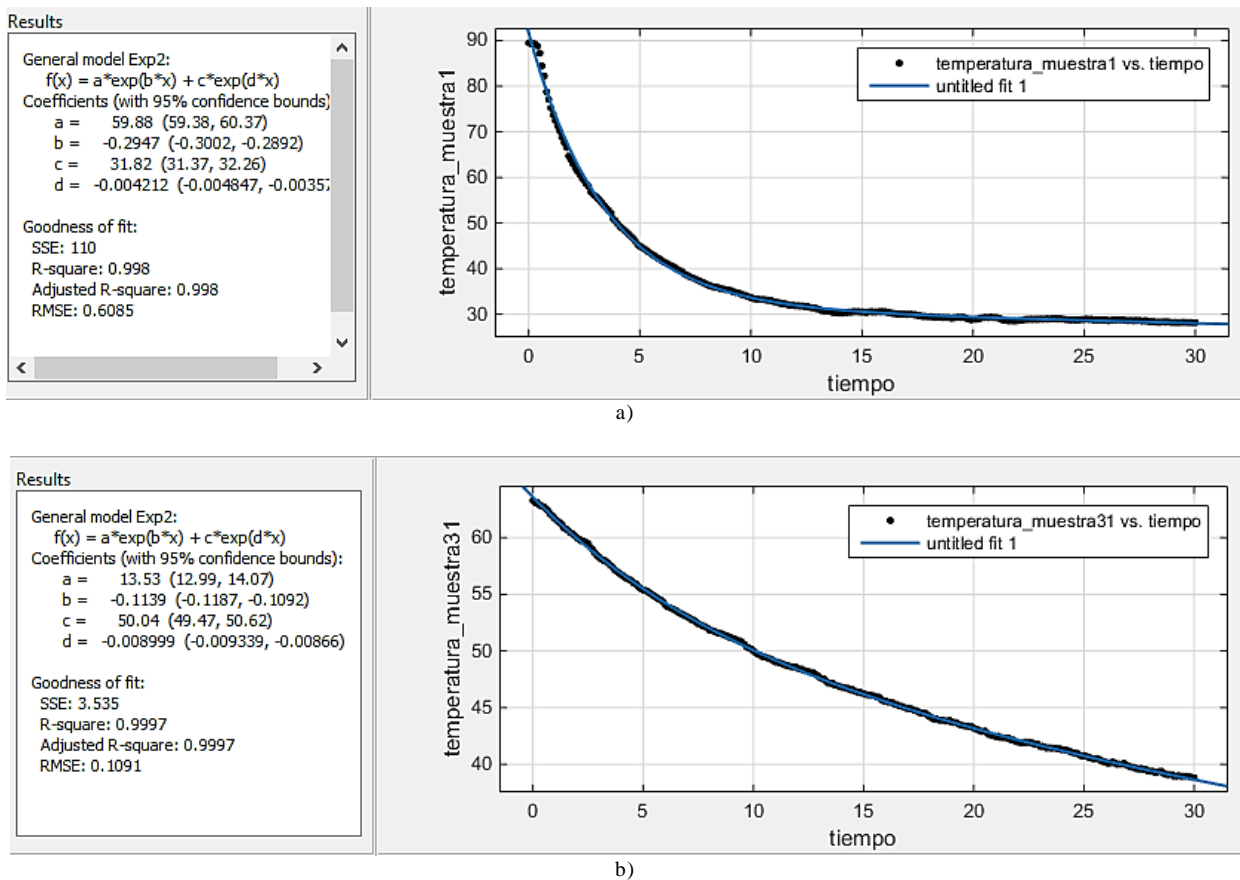 Results
General model Exp2:
f(x) = a*exp(b*x) + c*exp(d*x)
Coefficients (with 95% confidence bounds)
a = 59.88 (59.38, 60.37)
b = -0.2947 (-0.3002, -0.2892)
c = 31.82 (31.37, 32.26)
d = -0.004212 (-0.004847, -0.00357
Goodness of fit:
SSE: 110
R-square: 0.998
Adjusted R-square: 0.998
RMSE: 0.6085
temperatura_muestra1
90
80
70
60
50
40
30
temperatura_muestra1 vs. tiempo
untitled fit 1
0 5 10 15 20 25 30
tiempo
a)
Results
General model Exp2:
f(x) = a*exp(b*x) + c*exp(d*x)
Coefficients (with 95% confidence bounds):
a = 13.53 (12.99, 14.07)
b = -0.1139 (-0.1187, -0.1092)
c = 50.04 (49.47, 50.62)
d = -0.008999 (-0.009339, -0.00866)
Goodness of fit:
SSE: 3.535
R-square: 0.9997
Adjusted R-square: 0.9997
RMSE: 0.1091
temperatura_muestra31
60
55
50
45
40
temperatura_muestra31 vs. tiempo
untitled fit 1
0 5 10 15 20 25 30
tiempo
b)